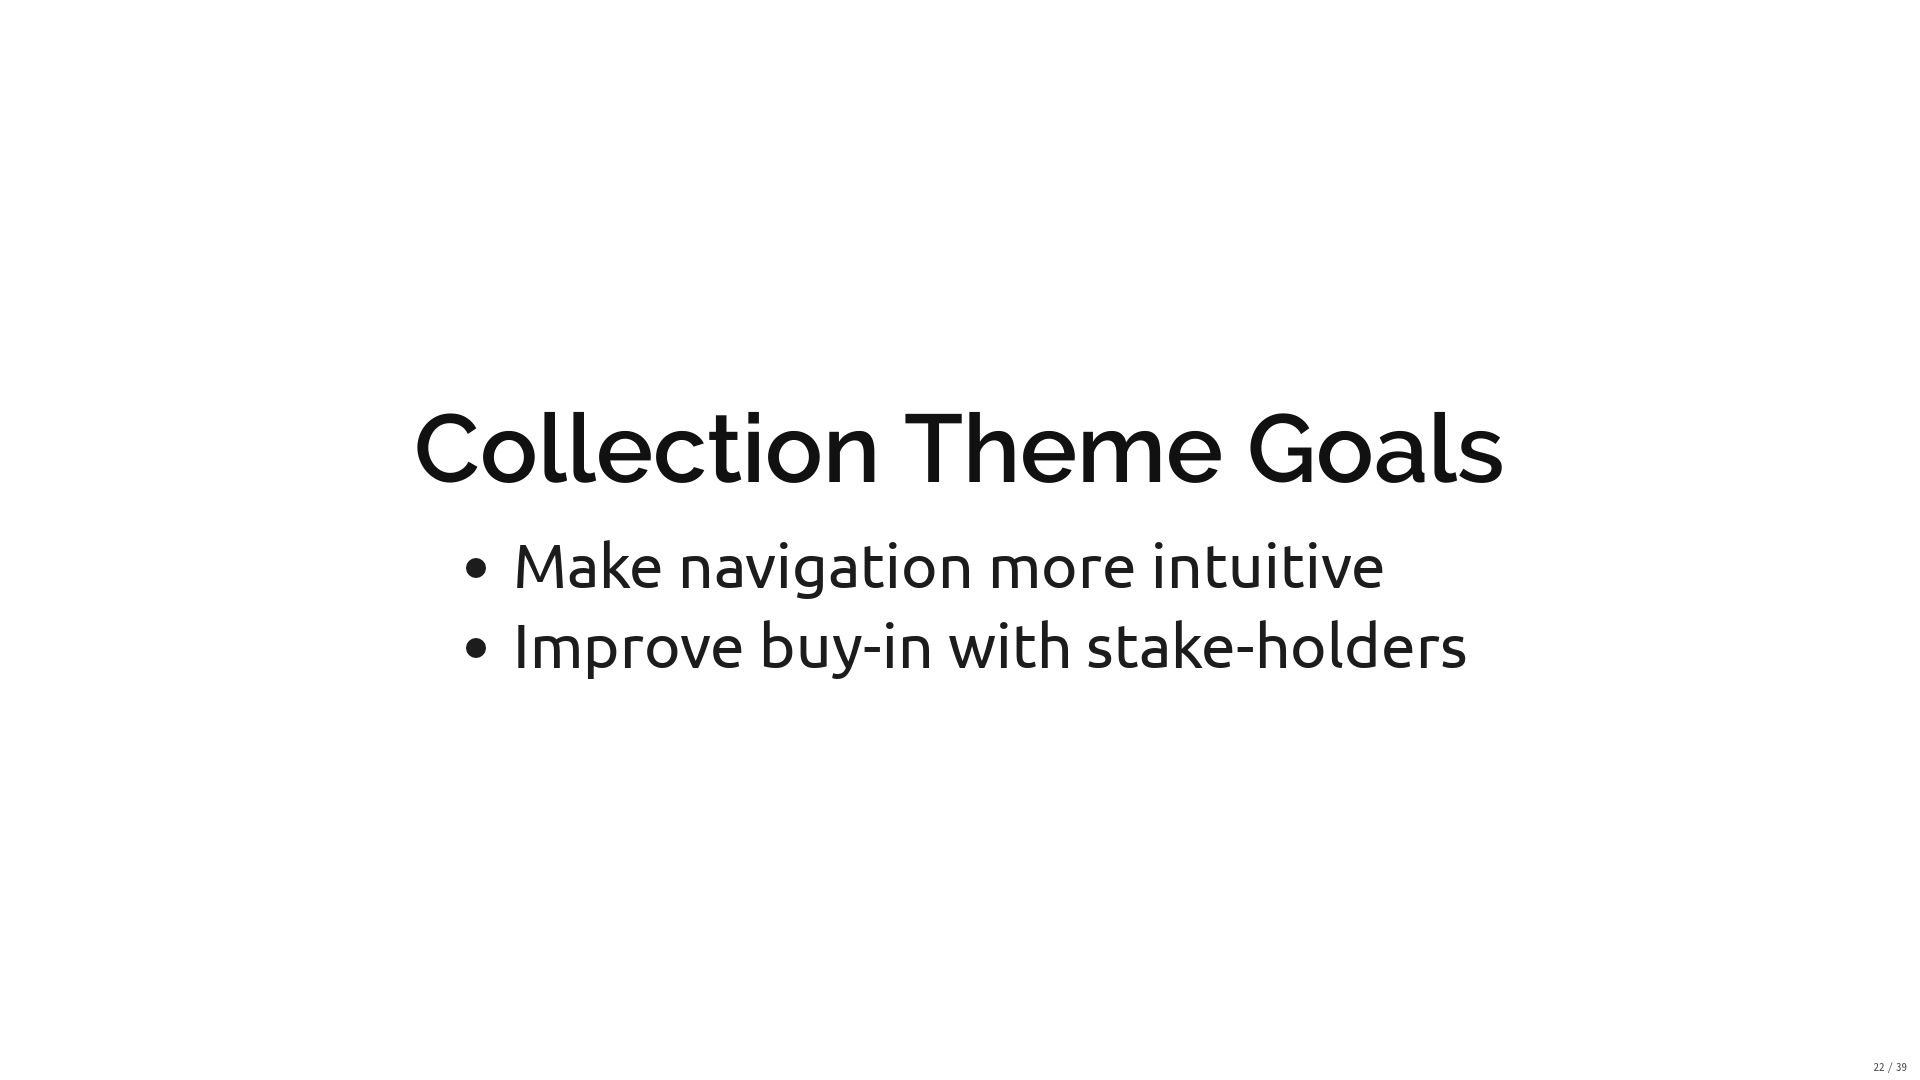 Collection Theme Goals
• Make navigation more intuitive
• Improve buy-in with stake-holders
22 / 39